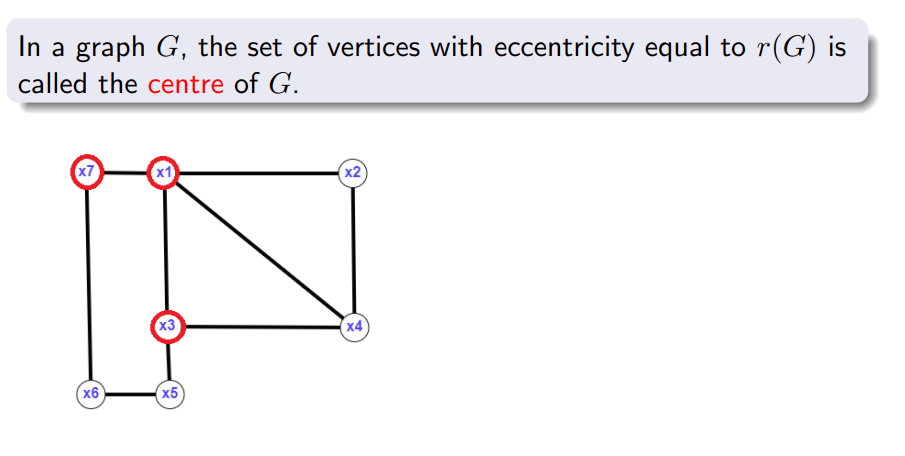 In a graph G, the set of vertices with eccentricity equal to r(G) is
called the centre of G.
x7 x1 x2
x3 x4
x6 x5